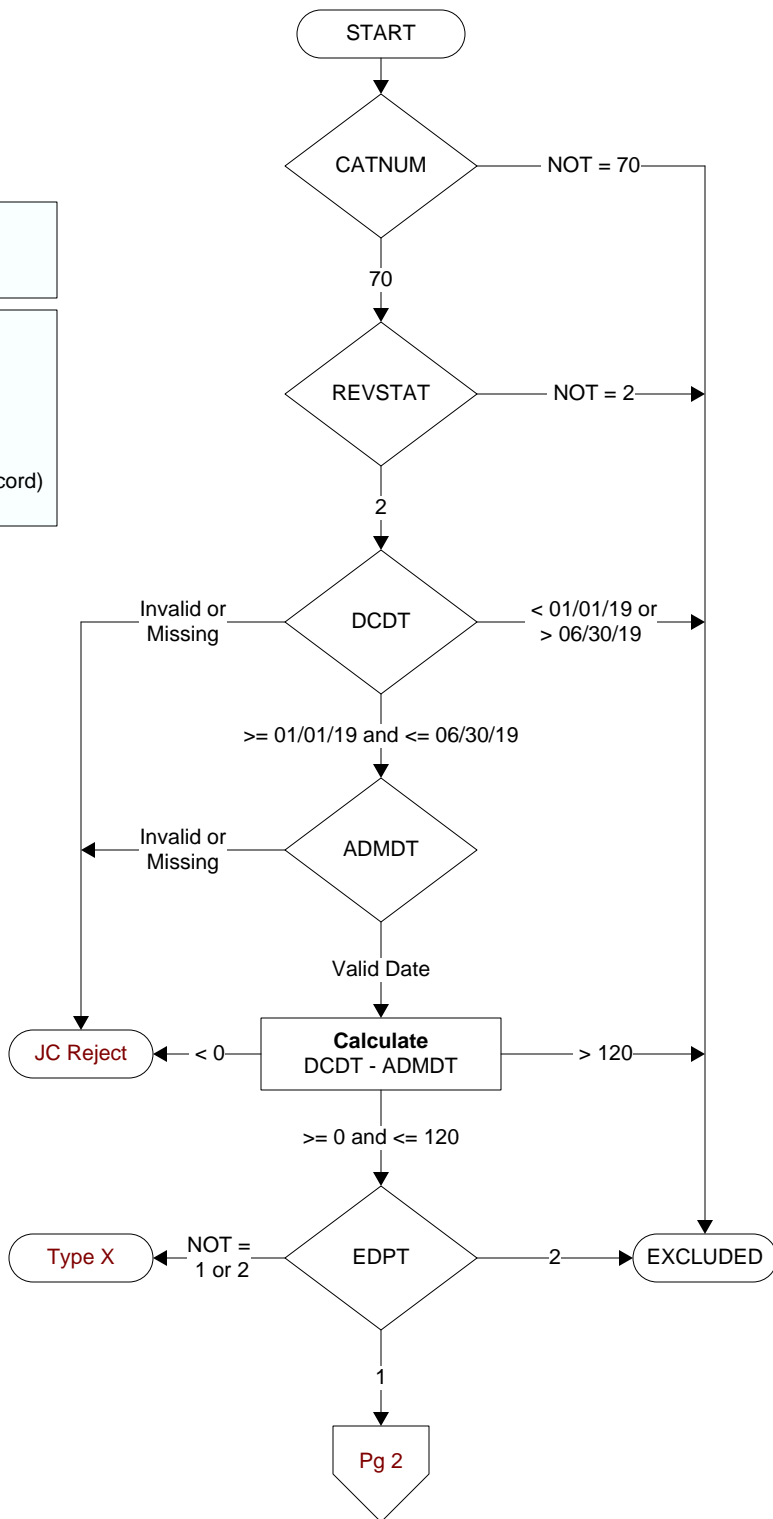 START
CATNUM
NOT = 70
70
REVSTAT
NOT = 2
cord)
2
Invalid or
Missing
DCDT
< 01/01/19 or
> 06/30/19
>= 01/01/19 and <= 06/30/19
Invalid or
Missing
ADMDT
Valid Date
JC Reject
< 0
Calculate
DCDT - ADMDT
> 120
>= 0 and <= 120
Type X
NOT =
1 or 2
EDPT
2
EXCLUDED
1
Pg 2